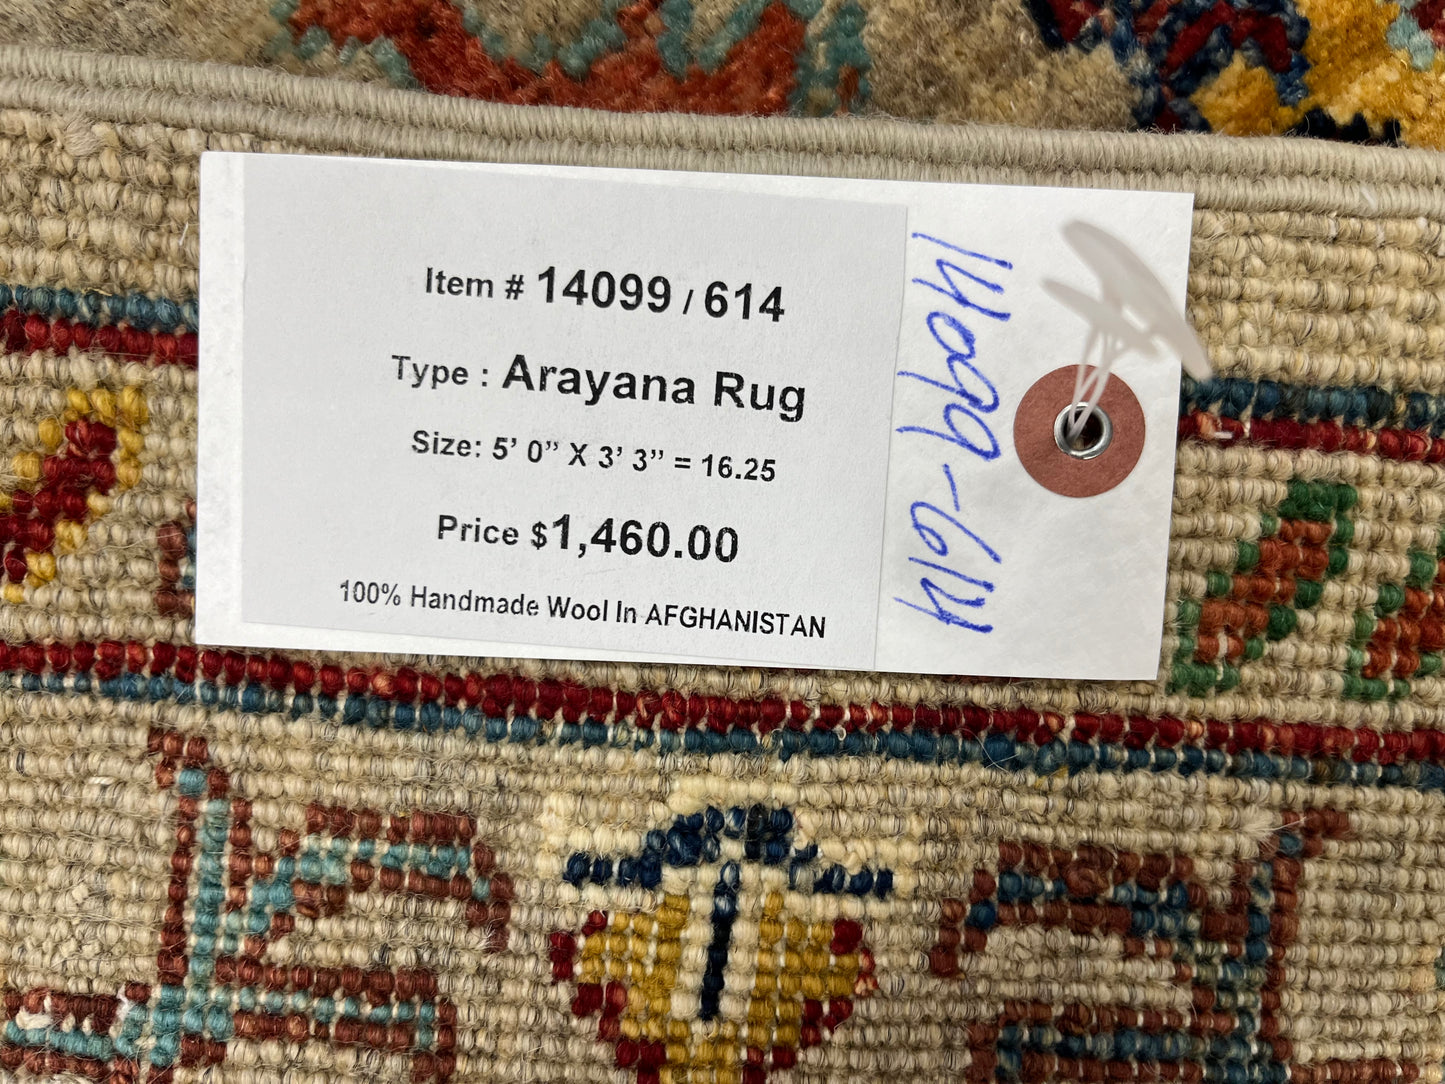 Item # 14099 / 614
Type : Arayana Rug
Size: 5’ 0” X 3’ 3” = 16.25
Price $1,460.00
100% Handmade Wool In AFGHANISTAN
14099-614